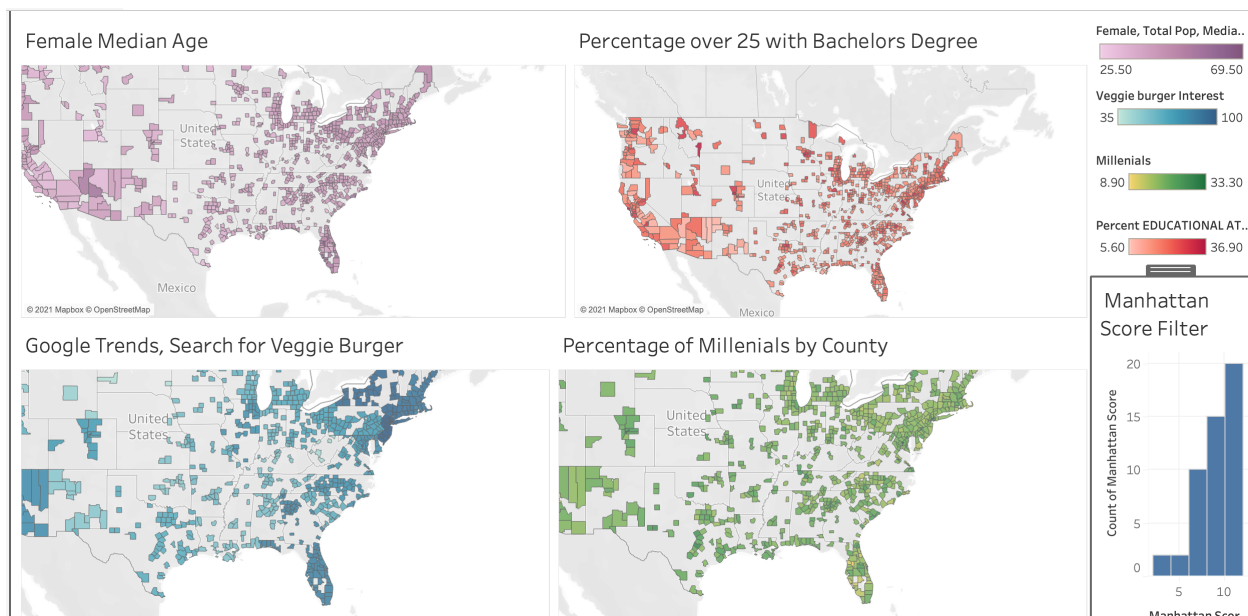 Female Median Age
Percentage over 25 with Bachelors Degree
Female, Total Pop, Media..
25.50 69.50
Veggie burger Interest
35 100
Millenials
8.90 33.30
Percent EDUCATIONAL AT..
5.60 36.90
United
States
Mexico
© 2021 Mapbox © OpenStreetMap
United
States
Mexico
© 2021 Mapbox © OpenStreetMap
Google Trends, Search for Veggie Burger
United
States
Percentage of Millenials by County
United
States
Manhattan
Score Filter
Count of Manhattan Score
20
15
10
5
0
5 10
Manhattan Scor